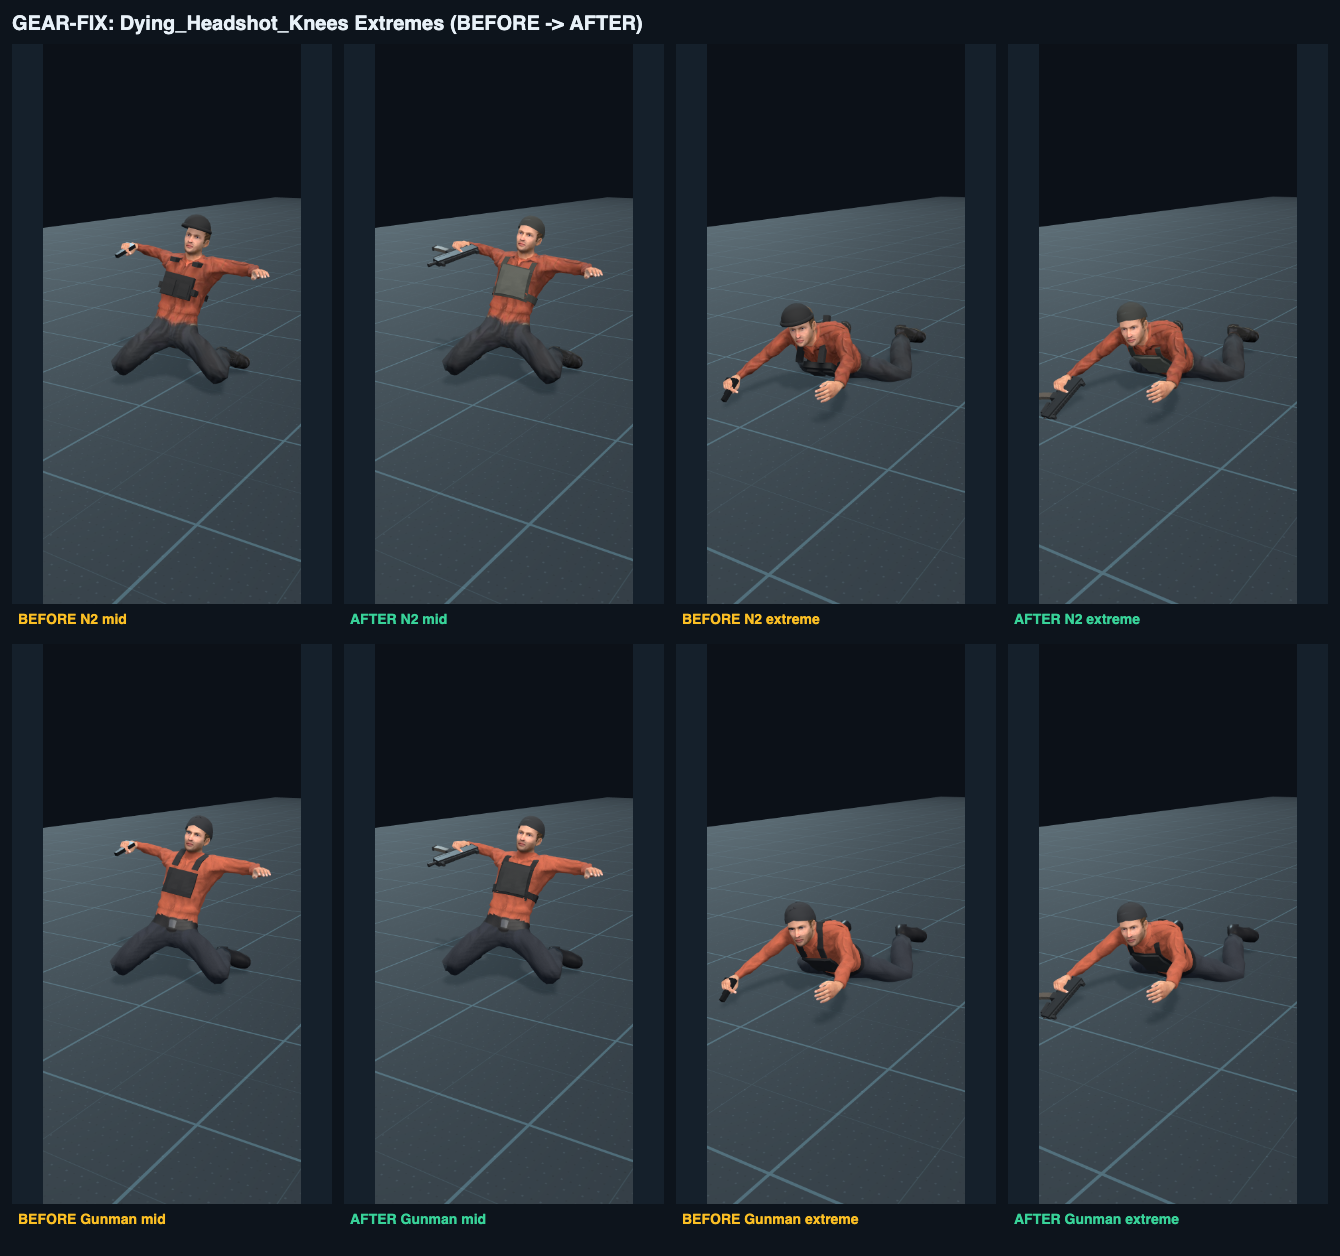 GEAR-FIX: Dying_Headshot_Knees Extremes (BEFORE -> AFTER)
BEFORE N2 mid
AFTER N2 mid
BEFORE N2 extreme
AFTER N2 extreme
BEFORE Gunman mid
AFTER Gunman mid
BEFORE Gunman extreme
AFTER Gunman extreme